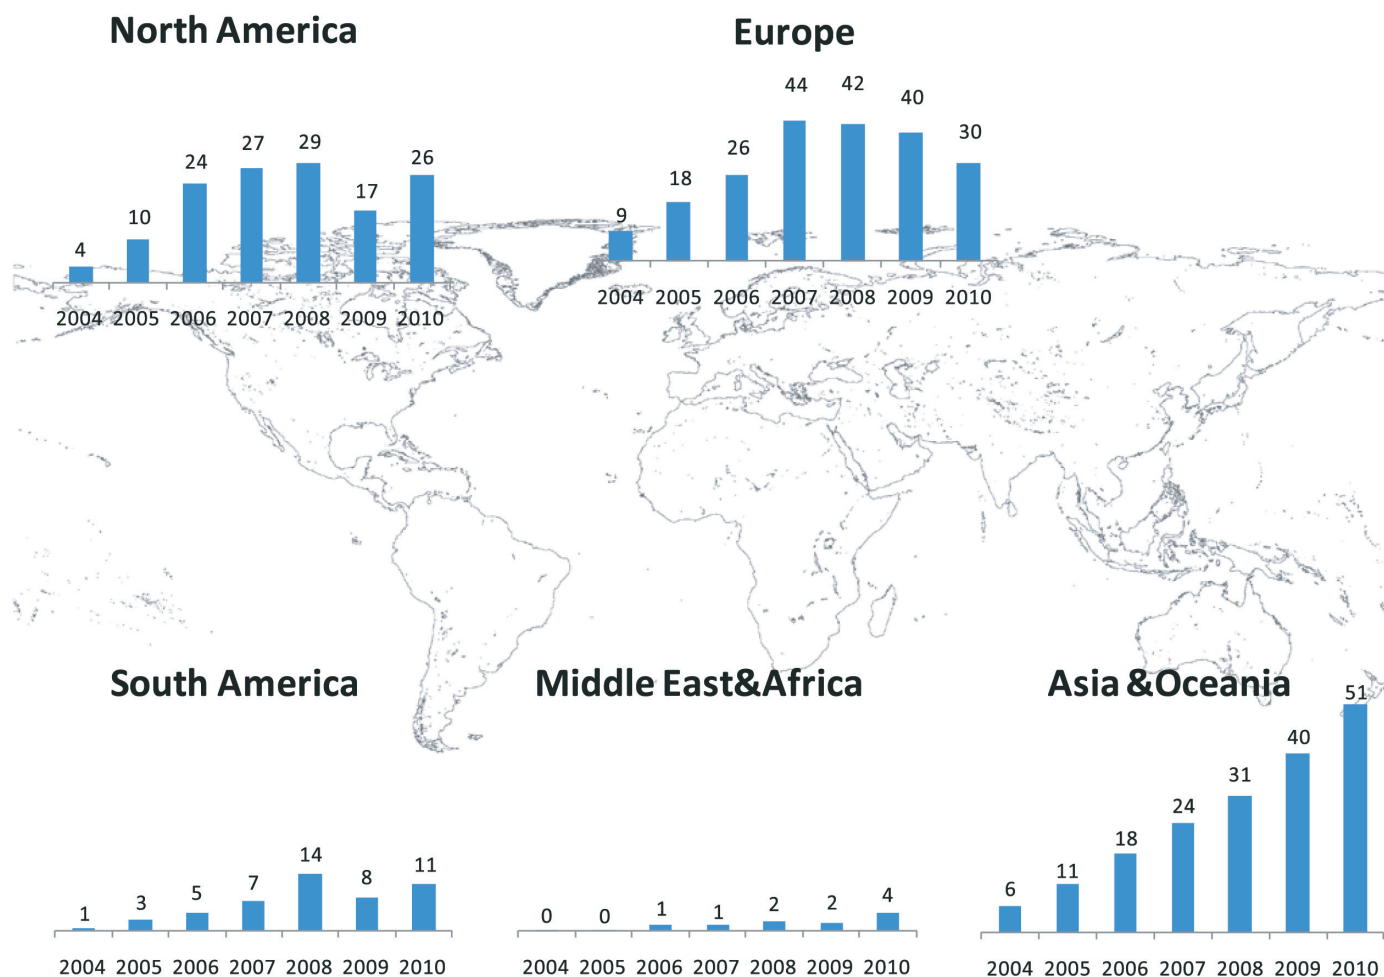 North America
4 10 24 27 29 17 26
2004 2005 2006 2007 2008 2009 2010
Europe
9 18 26 44 42 40 30
2004 2005 2006 2007 2008 2009 2010
South America
1 3 5 7 14 8 11
2004 2005 2006 2007 2008 2009 2010
Middle East&Africa
0 0 1 1 2 2 4
2004 2005 2006 2007 2008 2009 2010
Asia &Oceania
6 11 18 24 31 40 51
2004 2005 2006 2007 2008 2009 2010